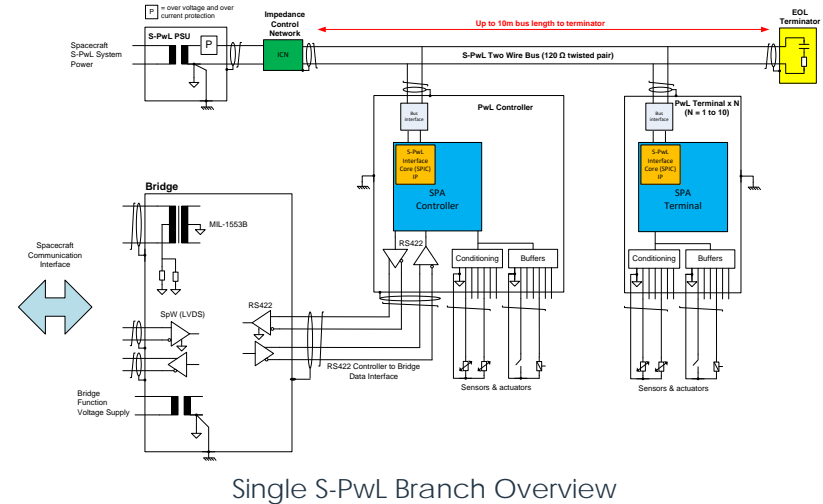 P = over voltage and over
current protection
S-PwL PSU
P
Spacecraft
S-PwL System
Power
Impedance
Control
Network
ICN
Up to 10m bus length to terminator
S-PwL Two Wire Bus (120 Ω twisted pair)
EOL
Terminator
PwL Controller
Bus
interface
S-PwL
Interface
Core (SPIC)
IP
SPA
Controller
RS422
Conditioning
Buffers
Sensors & actuators
PwL Terminal x N
(N = 1 to 10)
Bus
interface
S-PwL
Interface
Core (SPIC)
IP
SPA
Terminal
Conditioning
Buffers
Sensors & actuators
Bridge
MIL-1553B
Spacecraft
Communication
Interface
SpW (LVDS)
RS422
RS422 Controller to Bridge
Data Interface
Bridge
Function
Voltage Supply
Single S-PwL Branch Overview